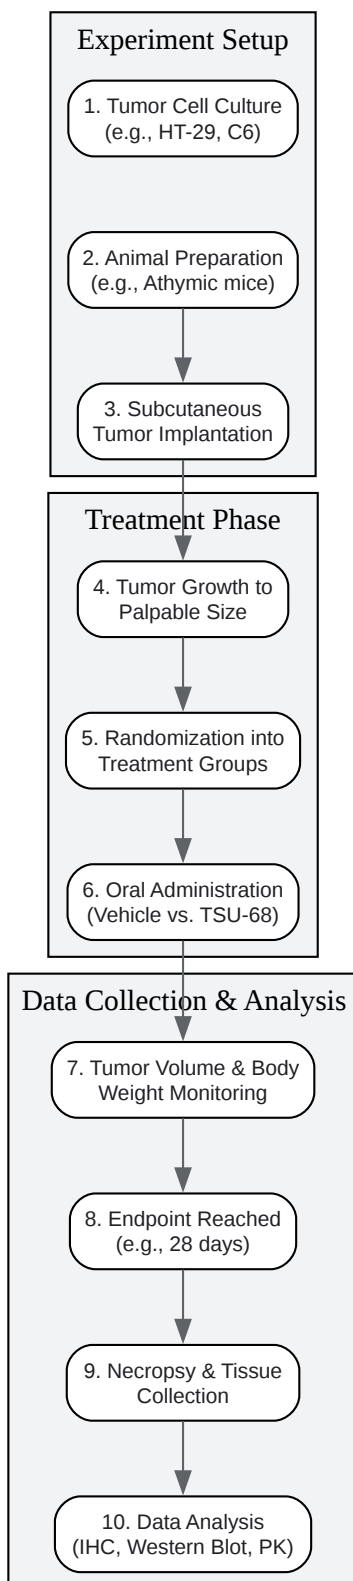 Experiment Setup
1. Tumor Cell Culture
(e.g., HT-29, C6)
2. Animal Preparation
(e.g., Athymic mice)
3. Subcutaneous
Tumor Implantation
Treatment Phase
4. Tumor Growth to
Palpable Size
5. Randomization into
Treatment Groups
6. Oral Administration
(Vehicle vs. TSU-68)
Data Collection & Analysis
7. Tumor Volume & Body
Weight Monitoring
8. Endpoint Reached
(e.g., 28 days)
9. Necropsy & Tissue
Collection
10. Data Analysis
(IHC, Western Blot, PK)